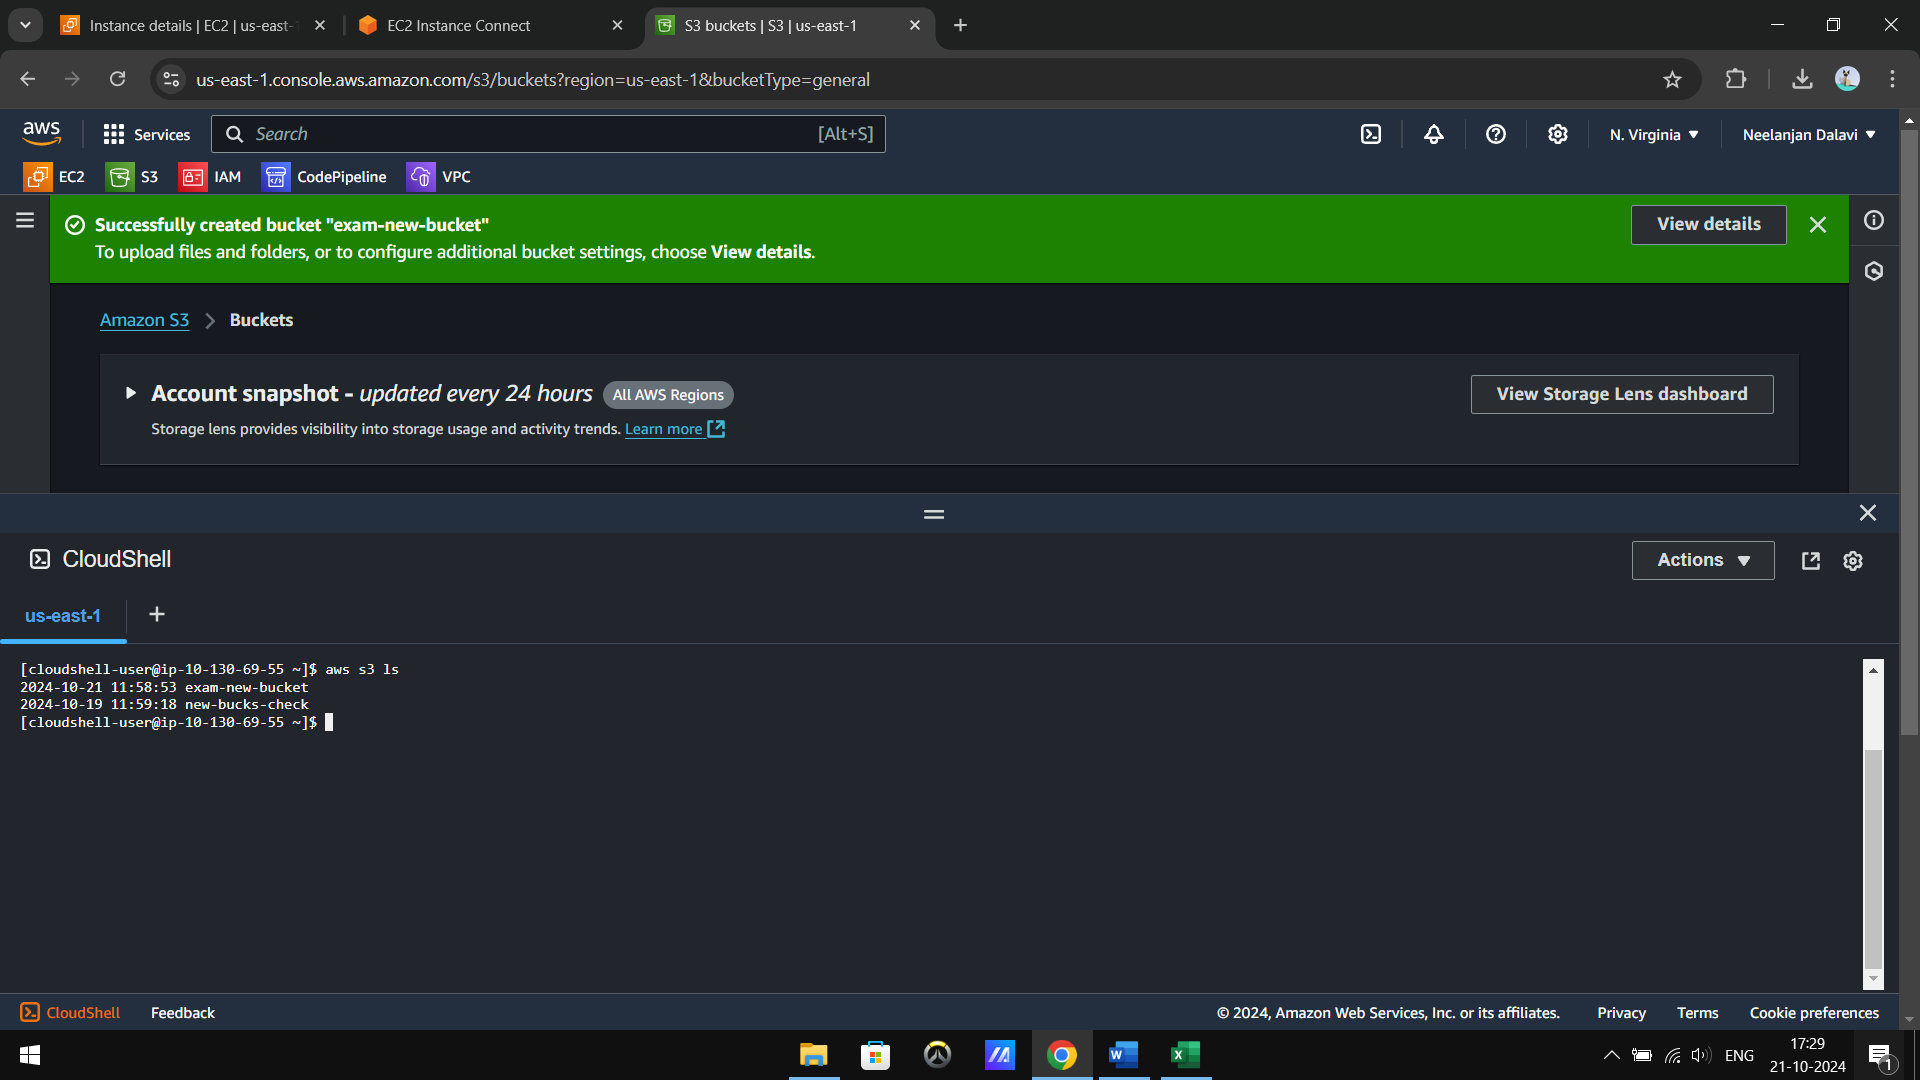 Instance details | EC2 | us-east-
EC2 Instance Connect
S3 buckets | S3 | us-east-1
us-east-1.console.aws.amazon.com/s3/buckets?region=us-east-1&bucketType=general
aws
Services
Search
[Alt+S]
N. Virginia
Neelanjan Dalavi
EC2
S3
IAM
CodePipeline
VPC
Successfully created bucket "exam-new-bucket"
To upload files and folders, or to configure additional bucket settings, choose View details.
View details
Amazon S3
Buckets
Account snapshot - updated every 24 hours
All AWS Regions
Storage lens provides visibility into storage usage and activity trends. Learn more
View Storage Lens dashboard
CloudShell
Actions
us-east-1
[cloudshell-user@ip-10-130-69-55 ~]$ aws s3 ls
2024-10-21 11:58:53 exam-new-bucket
2024-10-19 11:59:18 new-bucks-check
[cloudshell-user@ip-10-130-69-55 ~]$
CloudShell
Feedback
© 2024, Amazon Web Services, Inc. or its affiliates.
Privacy
Terms
Cookie preferences
ENG
17:29
21-10-2024
1